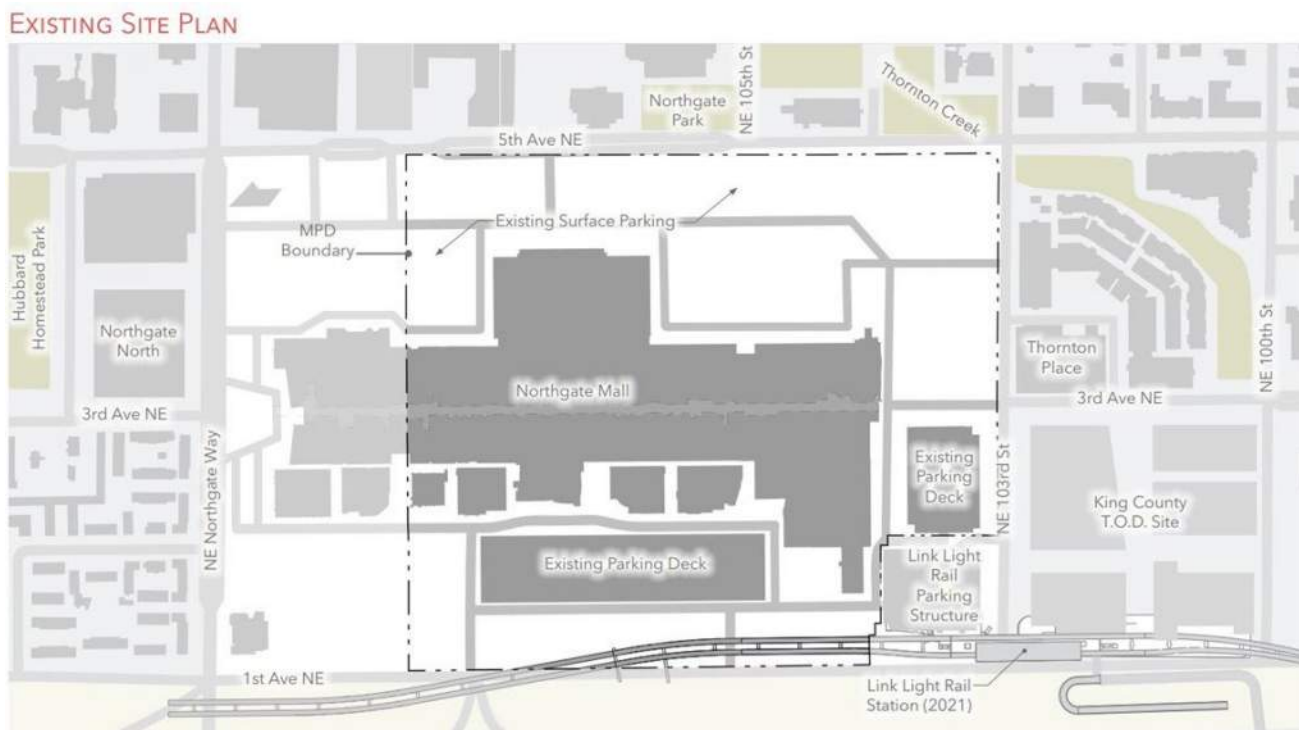 EXISTING SITE PLAN
Northgate
Park
NE 105th St
Thornton Creek
5th Ave NE
MPD
Boundary
Existing Surface Parking
Hubbard
Homestead Park
Northgate
North
Northgate Mall
Thornton
Place
NE 100th St
3rd Ave NE
3rd Ave NE
NE Northgate Way
Existing
Parking
Deck
NE 103rd St
King County
T.O.D. Site
Existing Parking Deck
Link Light
Rail
Parking
Structure
1st Ave NE
Link Light Rail
Station (2021)